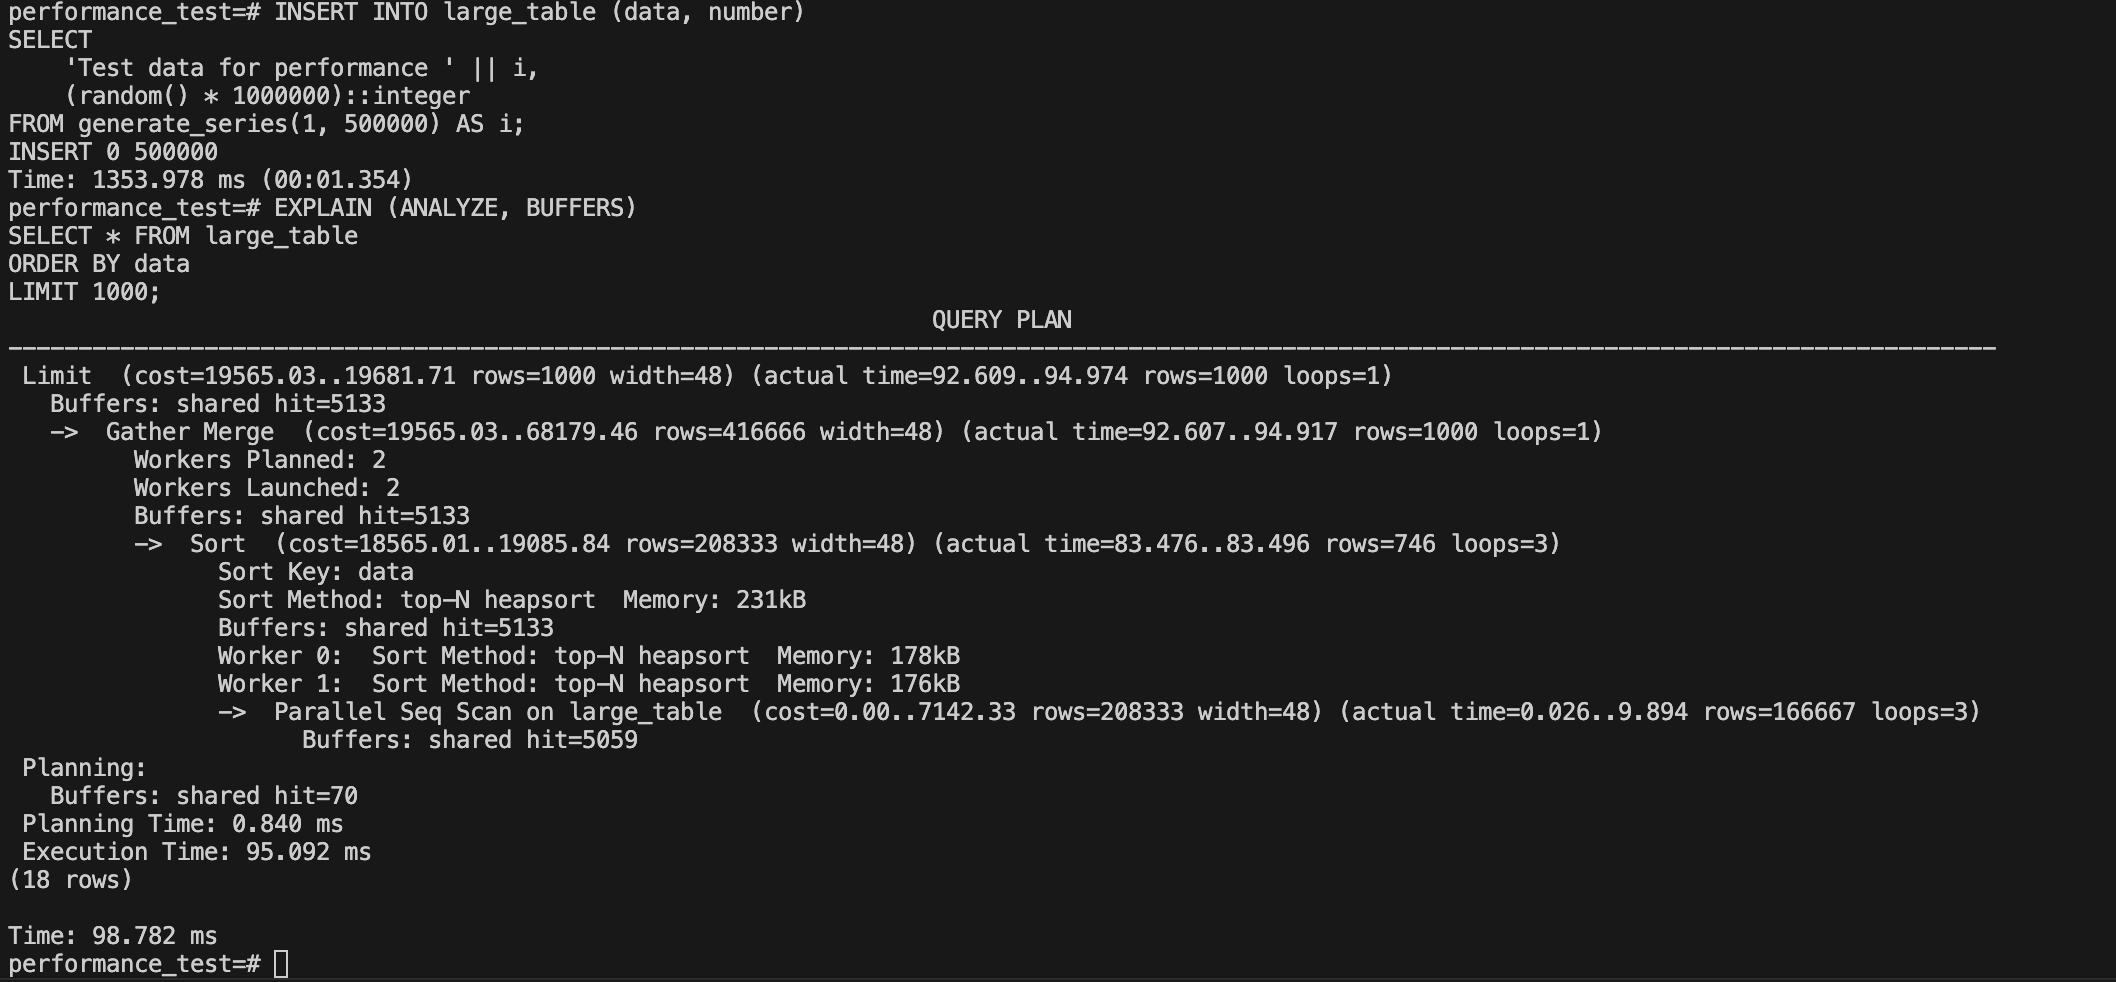 performance_test=# INSERT INTO large_table (data, number)
SELECT
    'Test data for performance ' || i,
    (random() * 1000000)::integer
FROM generate_series(1, 500000) AS i;
INSERT 0 500000
Time: 1353.978 ms (00:01.354)
performance_test=# EXPLAIN (ANALYZE, BUFFERS)
SELECT * FROM large_table
ORDER BY data
LIMIT 1000;
QUERY PLAN
 Limit  (cost=19565.03..19681.71 rows=1000 width=48) (actual time=92.609..94.974 rows=1000 loops=1)
   Buffers: shared hit=5133
   ->  Gather Merge  (cost=19565.03..68179.46 rows=416666 width=48) (actual time=92.607..94.917 rows=1000 loops=1)
         Workers Planned: 2
         Workers Launched: 2
         Buffers: shared hit=5133
         ->  Sort  (cost=18565.01..19085.84 rows=208333 width=48) (actual time=83.476..83.496 rows=746 loops=3)
               Sort Key: data
               Sort Method: top-N heapsort  Memory: 231kB
               Buffers: shared hit=5133
               Worker 0:  Sort Method: top-N heapsort  Memory: 178kB
               Worker 1:  Sort Method: top-N heapsort  Memory: 176kB
               ->  Parallel Seq Scan on large_table  (cost=0.00..7142.33 rows=208333 width=48) (actual time=0.026..9.894 rows=166667 loops=3)
                     Buffers: shared hit=5059
 Planning:
   Buffers: shared hit=70
 Planning Time: 0.840 ms
 Execution Time: 95.092 ms
(18 rows)
Time: 98.782 ms
performance_test=#